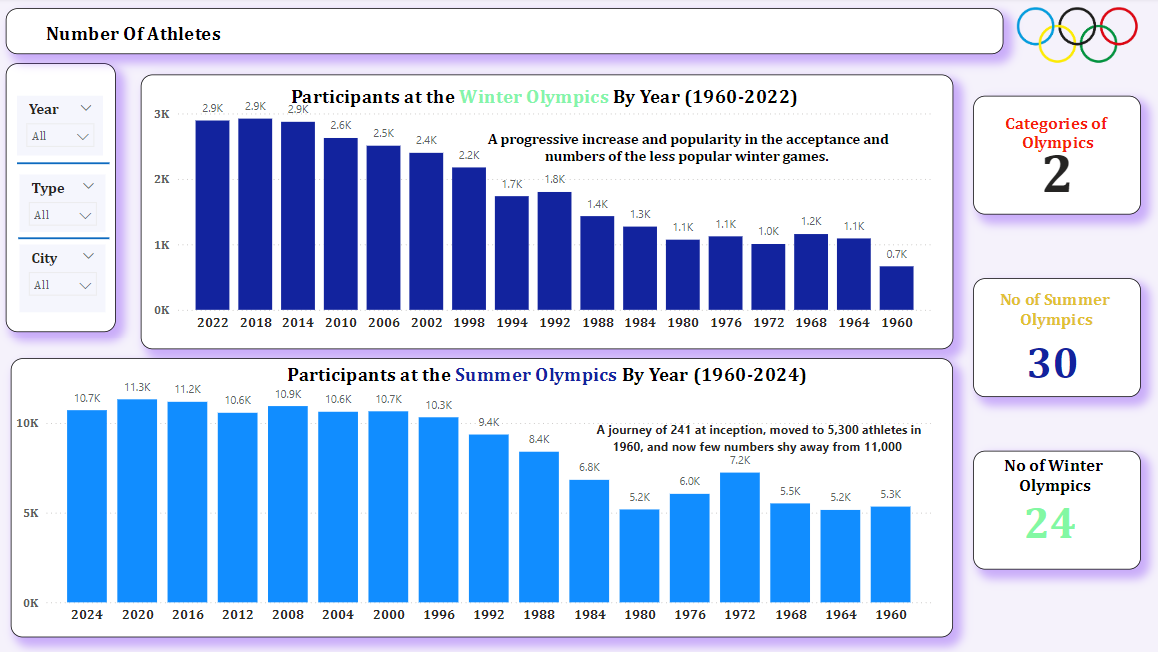 Number Of Athletes
Year
All
Type
All
City
All
Participants at the Winter Olympics By Year (1960-2022)
A progressive increase and popularity in the acceptance and
numbers of the less popular winter games.
3K
2K
1K
0K
2.9K 2.9K 2.9K 2.6K 2.5K 2.4K 2.2K 1.7K 1.8K 1.4K 1.3K 1.1K 1.1K 1.0K 1.2K 1.1K 0.7K
2022 2018 2014 2010 2006 2002 1998 1994 1992 1988 1984 1980 1976 1972 1968 1964 1960
Participants at the Summer Olympics By Year (1960-2024)
A journey of 241 at inception, moved to 5,300 athletes in
1960, and now few numbers shy away from 11,000
10K
5K
0K
10.7K 11.3K 11.2K 10.6K 10.9K 10.6K 10.7K 10.3K 9.4K 8.4K 6.8K 5.2K 6.0K 7.2K 5.5K 5.2K 5.3K
2024 2020 2016 2012 2008 2004 2000 1996 1992 1988 1984 1980 1976 1972 1968 1964 1960
Categories of
Olympics
2
No of Summer
Olympics
30
No of Winter
Olympics
24